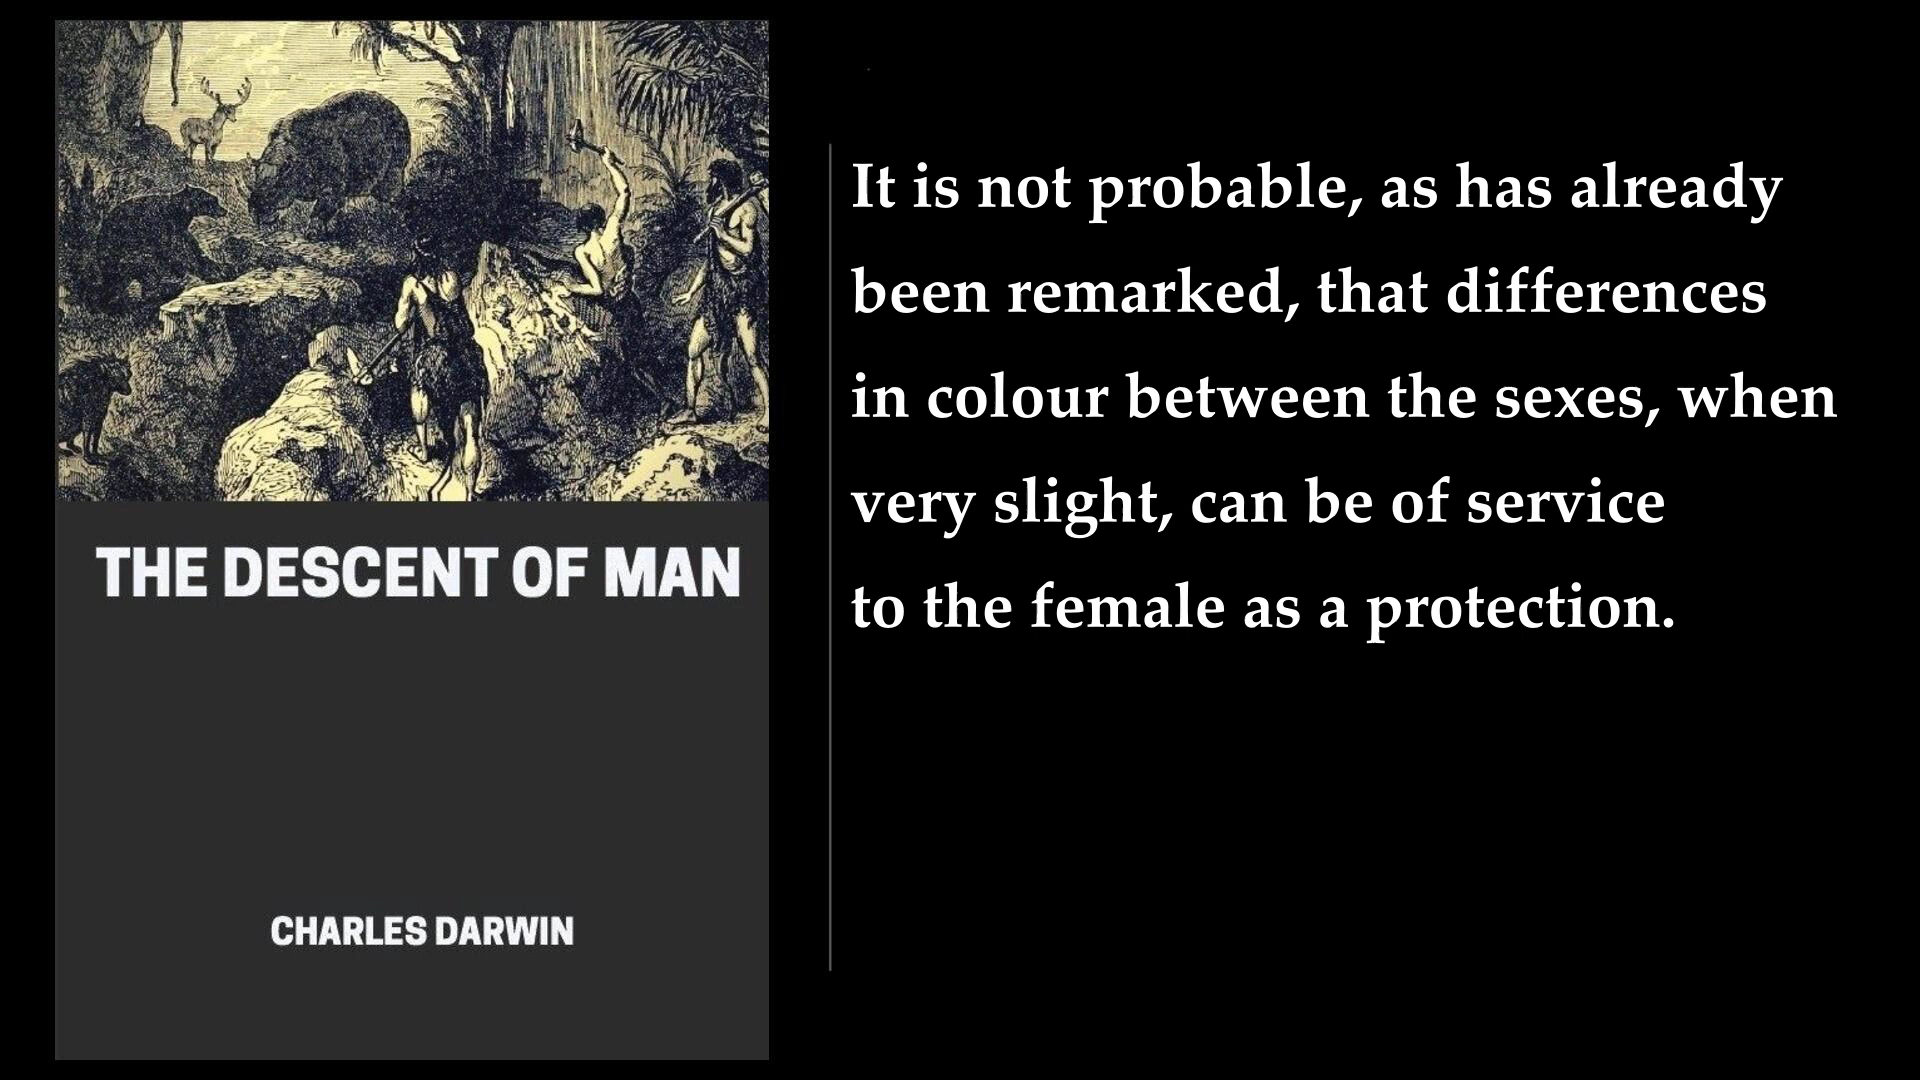 THE DESCENT OF MAN
CHARLES DARWIN
It is not probable, as has already
been remarked, that differences
in colour between the sexes, when
very slight, can be of service
to the female as a protection.